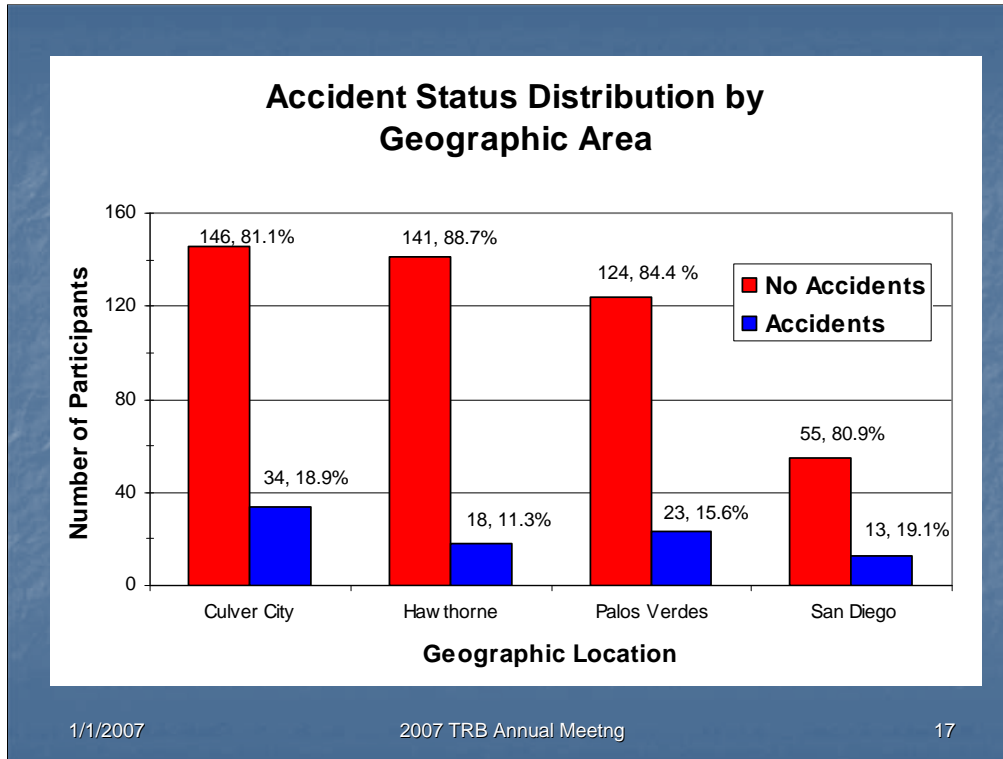 Accident Status Distribution by
Geographic Area
Number of Participants
160
120
80
40
0
146, 81.1%
34, 18.9%
141, 88.7%
18, 11.3%
124, 84.4 %
23, 15.6%
55, 80.9%
13, 19.1%
No Accidents
Accidents
Culver City
Hawthorne
Palos Verdes
San Diego
Geographic Location
1/1/2007
2007 TRB Annual Meetng
17